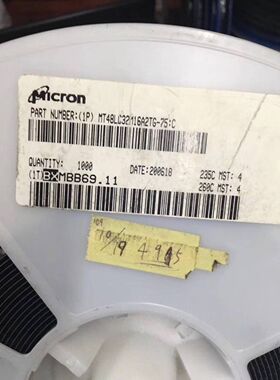 Micron
PART NUMBER:(1P) MT48LC32M16A2TG-75:C
QUANTITY: 1000 DATE:200618 235C MST: 4
(1T)BXMBB69.11 260C MST: 4